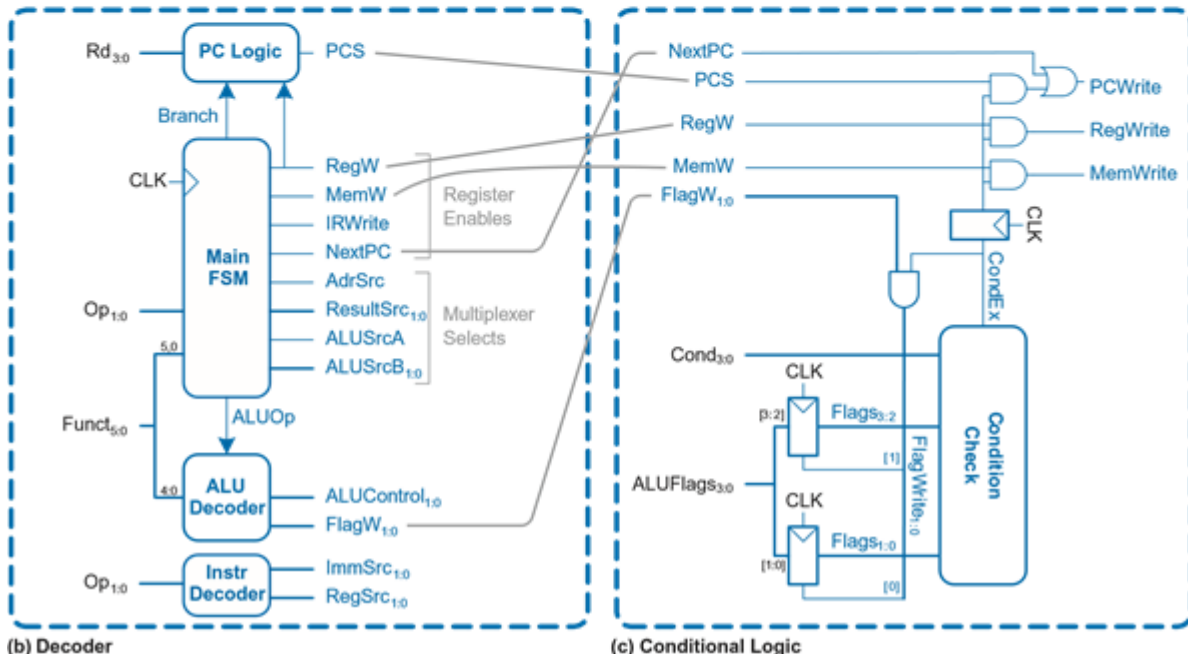 Rd3:0
PC Logic
PCS
Branch
CLK
Main
FSM
RegW
MemW
IRWrite
NextPC
Register
Enables
AdrSrc
ResultSrc1:0
ALUSrcA
ALUSrcB1:0
Multiplexer
Selects
Op1:0
5,0
Funct5:0
ALUOp
4:0
ALU
Decoder
ALUControl1:0
FlagW1:0
Op1:0
Instr
Decoder
ImmSrc1:0
RegSrc1:0
(b) Decoder
NextPC
PCS
RegW
MemW
FlagW1:0
PCWrite
RegWrite
MemWrite
CLK
CondEx
Cond3:0
CLK
[3:2]
Flags3:2
[1]
FlagWrite1:0
Condition
Check
ALUFlags3:0
CLK
[1:0]
Flags1:0
[0]
(c) Conditional Logic